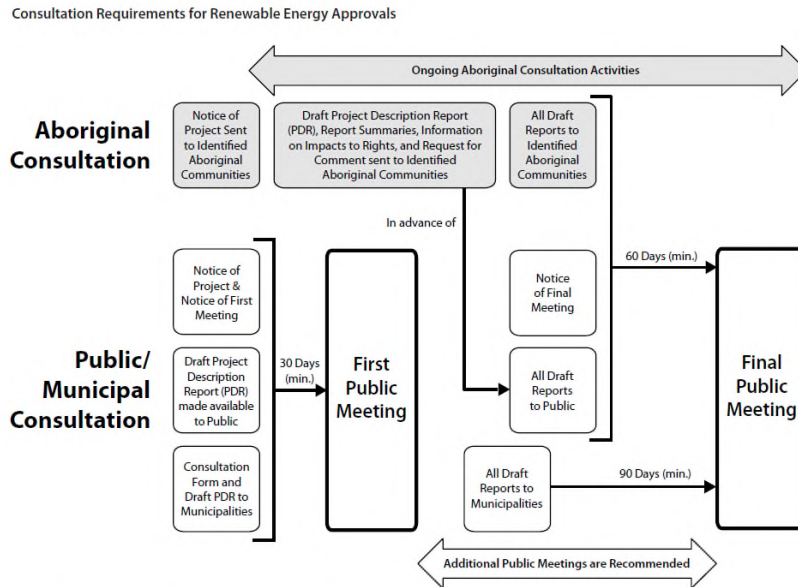 Consultation Requirements for Renewable Energy Approvals
Ongoing Aboriginal Consultation Activities
Aboriginal
Consultation
Notice of
Project Sent
to Identified
Aboriginal
Communities
Draft Project Description Report
(PDR), Report Summaries, Information
on Impacts to Rights, and Request for
Comment sent to Identified
Aboriginal Communities
All Draft
Reports to
Identified
Aboriginal
Communities
In advance of
Public/
Municipal
Consultation
Notice of
Project &
Notice of First
Meeting
Draft Project
Description
Report (PDR)
made available
to Public
Consultation
Form and
Draft PDR to
Municipalities
30 Days
(min.)
First
Public
Meeting
Notice
of Final
Meeting
All Draft
Reports
to Public
All Draft
Reports to
Municipalities
60 Days (min.)
90 Days (min.)
Final
Public
Meeting
Additional Public Meetings are Recommended